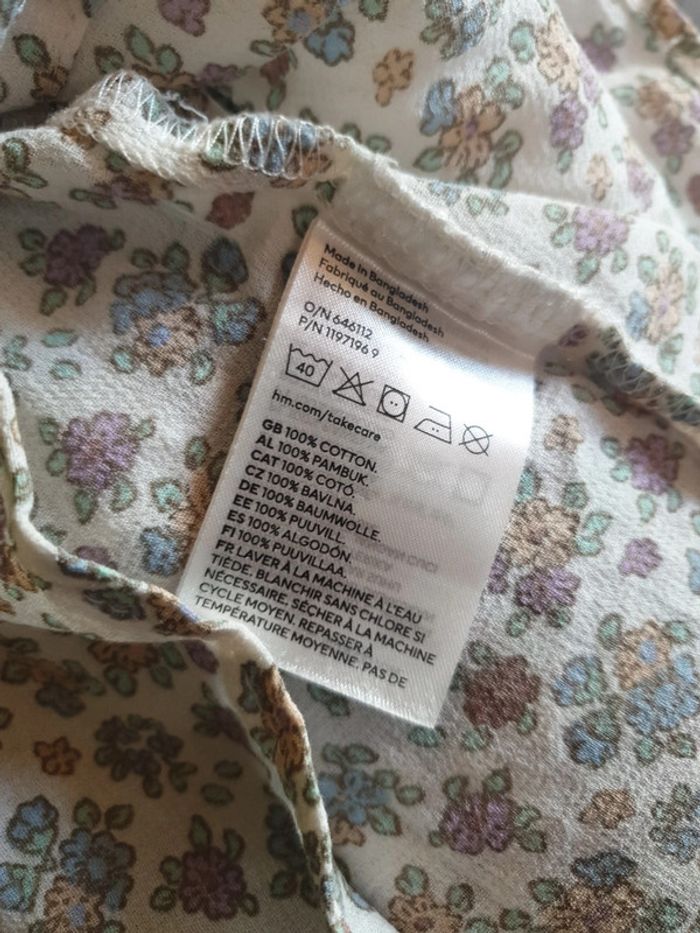 Made in Bangladesh
Fabriqué au Bangladesh
Hecho en Bangladesh
O/N 646112
P/N 1197196 9
40
hm.com/takecare
GB 100% COTTON.
AL 100% PAMBUK.
CAT 100% COTÓ.
CZ 100% BAVLNA.
DE 100% BAUMWOLLE.
EE 100% PUUVILL.
ES 100% ALGODÓN.
FI 100% PUUVILLAA.
FR LAVER À LA MACHINE À L'EAU
TIÈDE. BLANCHIR SANS CHLORE SI
NÉCESSAIRE. SÉCHER À LA MACHINE
CYCLE MOYEN. REPASSER À
TEMPÉRATURE MOYENNE. PAS DE